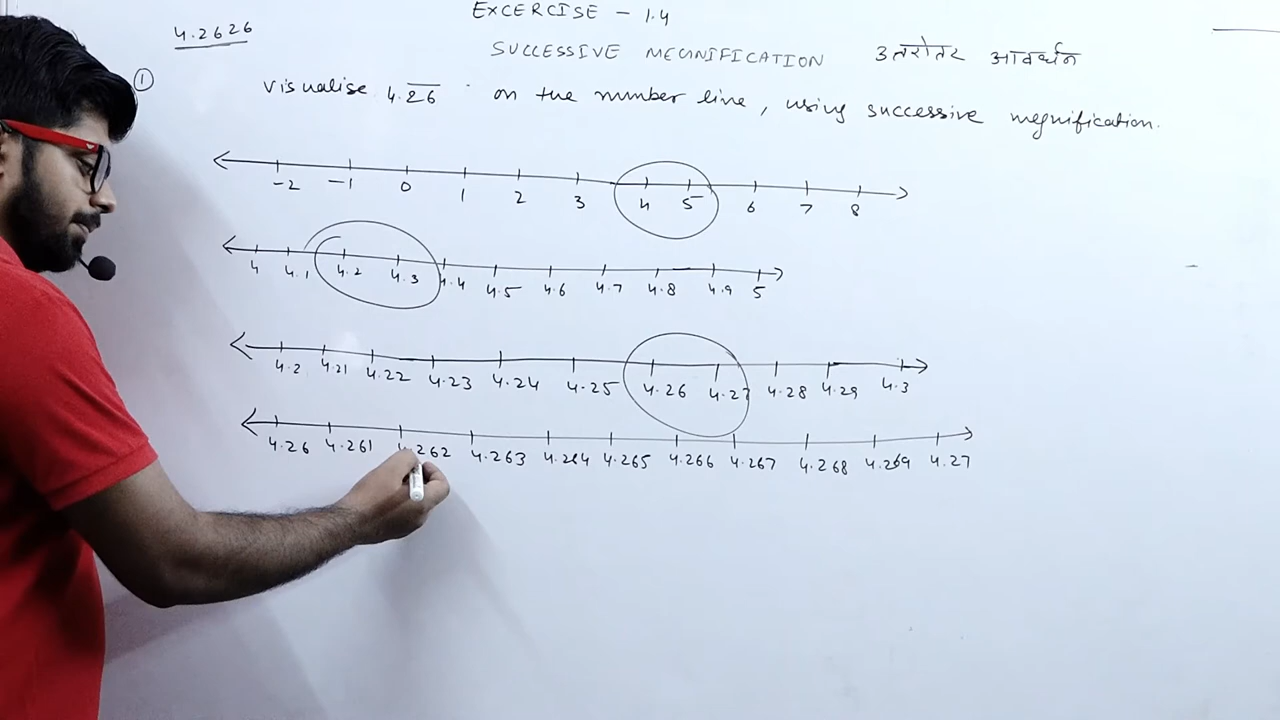 EXCERCISE - 1.4
4.2626
SUCCESSIVE MEGNIFICATION उतरोतर आवर्धन
① visualise 4.2̅6̅ on the number line, using successive megnification.
-2 -1 0 1 2 3 4 5 6 7 8
4 4.1 4.2 4.3 4.4 4.5 4.6 4.7 4.8 4.9 5
4.2 4.21 4.22 4.23 4.24 4.25 4.26 4.27 4.28 4.29 4.3
4.26 4.261 4.262 4.263 4.264 4.265 4.266 4.267 4.268 4.269 4.27